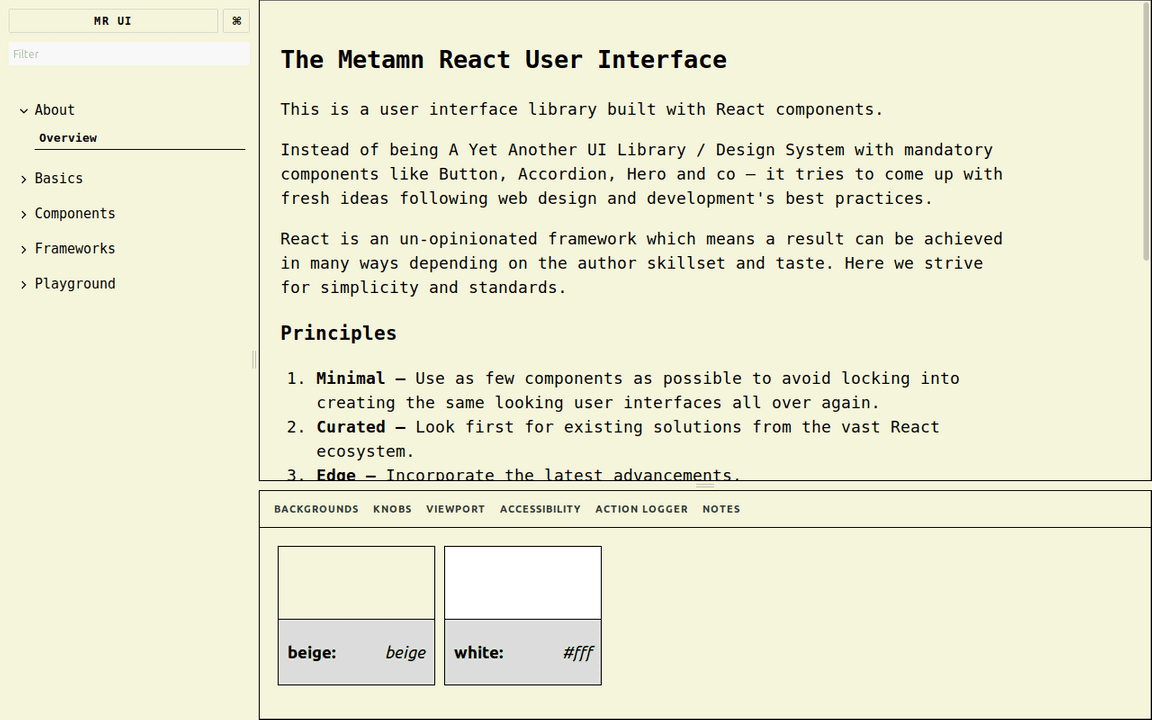 MR UI
⌘
Filter
About
Overview
Basics
Components
Frameworks
Playground
The Metamn React User Interface
This is a user interface library built with React components.
Instead of being A Yet Another UI Library / Design System with mandatory
components like Button, Accordion, Hero and co — it tries to come up with
fresh ideas following web design and development's best practices.
React is an un-opinionated framework which means a result can be achieved
in many ways depending on the author skillset and taste. Here we strive
for simplicity and standards.
Principles
1. Minimal — Use as few components as possible to avoid locking into
creating the same looking user interfaces all over again.
2. Curated — Look first for existing solutions from the vast React
ecosystem.
3. Edge — Incorporate the latest advancements.
BACKGROUNDS KNOBS VIEWPORT ACCESSIBILITY ACTION LOGGER NOTES
beige: beige
white: #fff